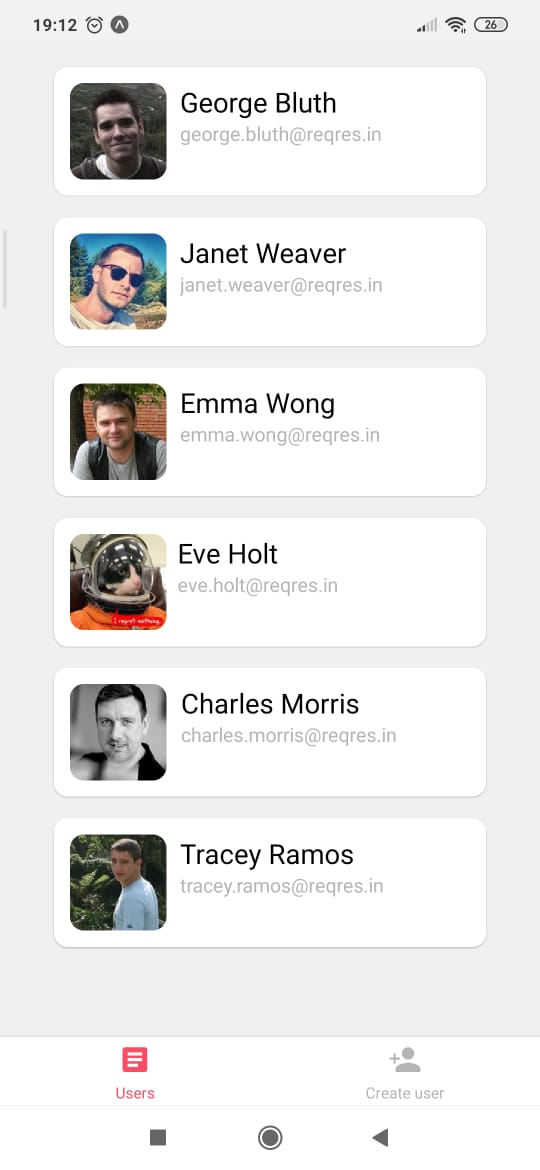 19:12
26
George Bluth
george.bluth@reqres.in
Janet Weaver
janet.weaver@reqres.in
Emma Wong
emma.wong@reqres.in
Eve Holt
eve.holt@reqres.in
I regret nothing.
Charles Morris
charles.morris@reqres.in
Tracey Ramos
tracey.ramos@reqres.in
Users
Create user